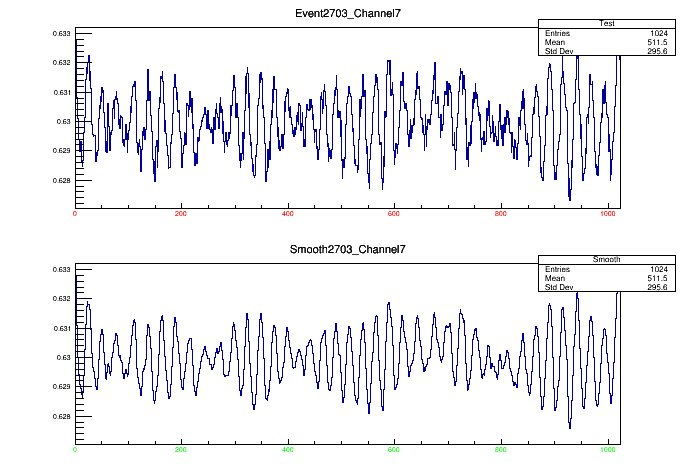 Event2703_Channel7
Test
Entries 1024
Mean 511.5
Std Dev 295.6
0.633
0.632
0.631
0.63
0.629
0.628
0 200 400 600 800 1000
Smooth2703_Channel7
Smooth
Entries 1024
Mean 511.5
Std Dev 295.6
0.633
0.632
0.631
0.63
0.629
0.628
0 200 400 600 800 1000